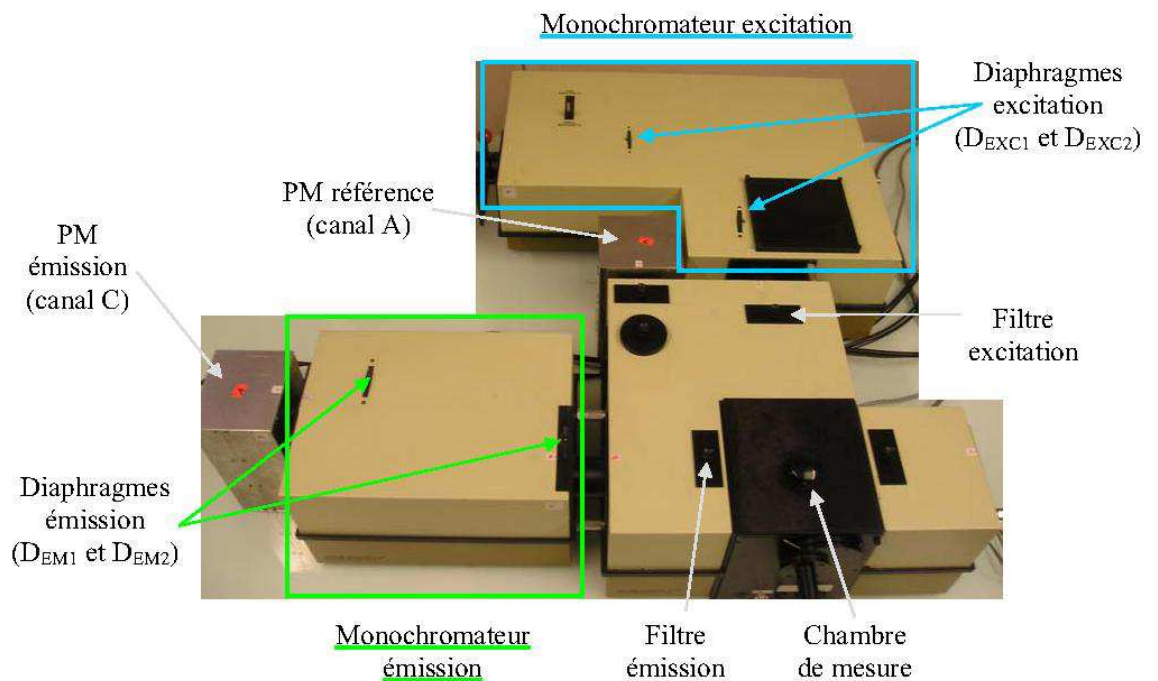 Monochromateur excitation
Diaphragmes
excitation
(DEXC1 et DEXC2)
PM référence
(canal A)
PM
émission
(canal C)
Filtre
excitation
Diaphragmes
émission
(DEM1 et DEM2)
Monochromateur
émission
Filtre
émission
Chambre
de mesure